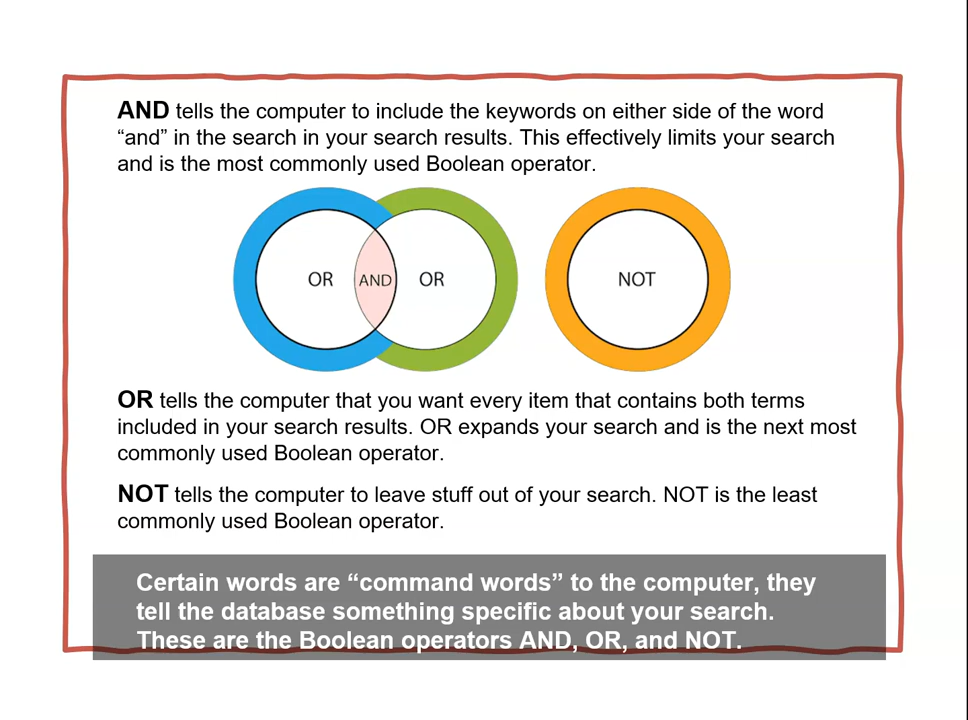 AND tells the computer to include the keywords on either side of the word
“and” in the search in your search results. This effectively limits your search
and is the most commonly used Boolean operator.
OR AND OR NOT
OR tells the computer that you want every item that contains both terms
included in your search results. OR expands your search and is the next most
commonly used Boolean operator.
NOT tells the computer to leave stuff out of your search. NOT is the least
commonly used Boolean operator.
Certain words are “command words” to the computer, they
tell the database something specific about your search.
These are the Boolean operators AND, OR, and NOT.